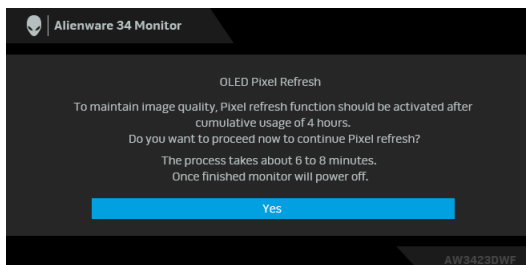 Alienware 34 Monitor
OLED Pixel Refresh
To maintain image quality, Pixel refresh function should be activated after
cumulative usage of 4 hours.
Do you want to proceed now to continue Pixel refresh?
The process takes about 6 to 8 minutes.
Once finished monitor will power off.
Yes
AW3423DWF